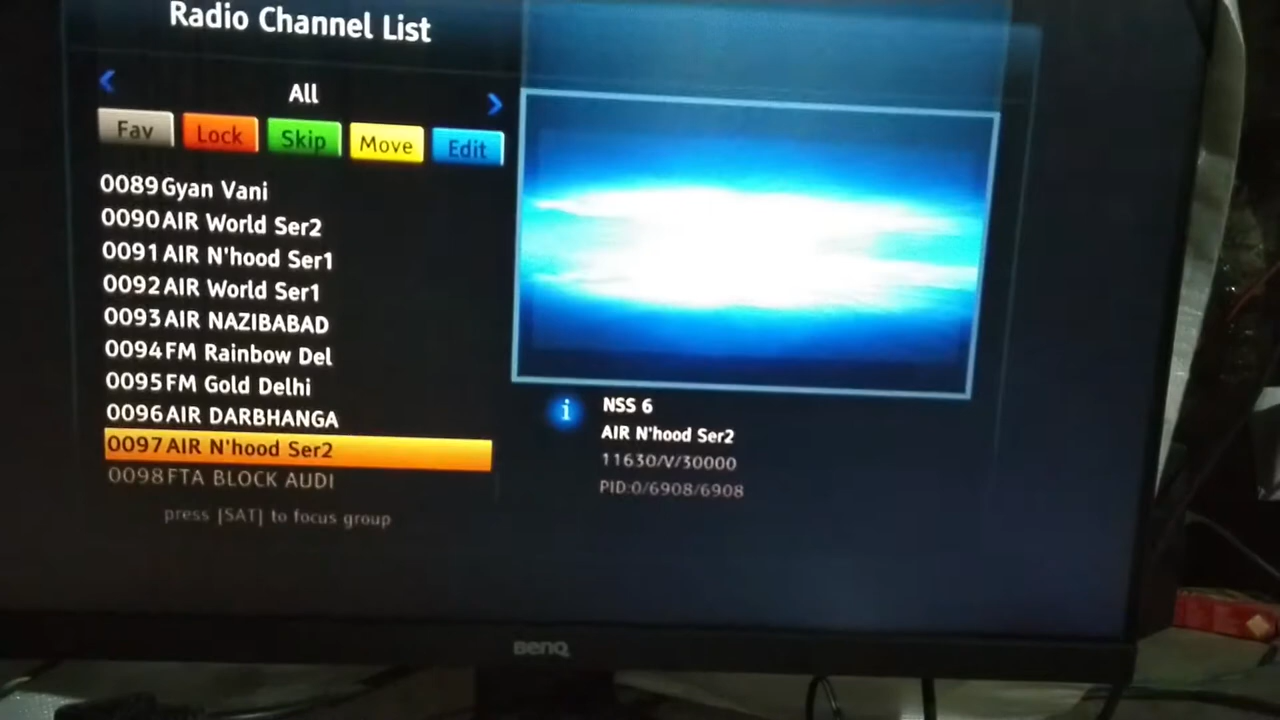 Radio Channel List
All
Fav Lock Skip Move Edit
0089 Gyan Vani
0090 AIR World Ser2
0091 AIR N'hood Ser1
0092 AIR World Ser1
0093 AIR NAZIBABAD
0094 FM Rainbow Del
0095 FM Gold Delhi
0096 AIR DARBHANGA
0097 AIR N'hood Ser2
0098 FTA BLOCK AUDI
press [SAT] to focus group
i NSS 6
AIR N'hood Ser2
11630/V/30000
PID:0/6908/6908
BenQ